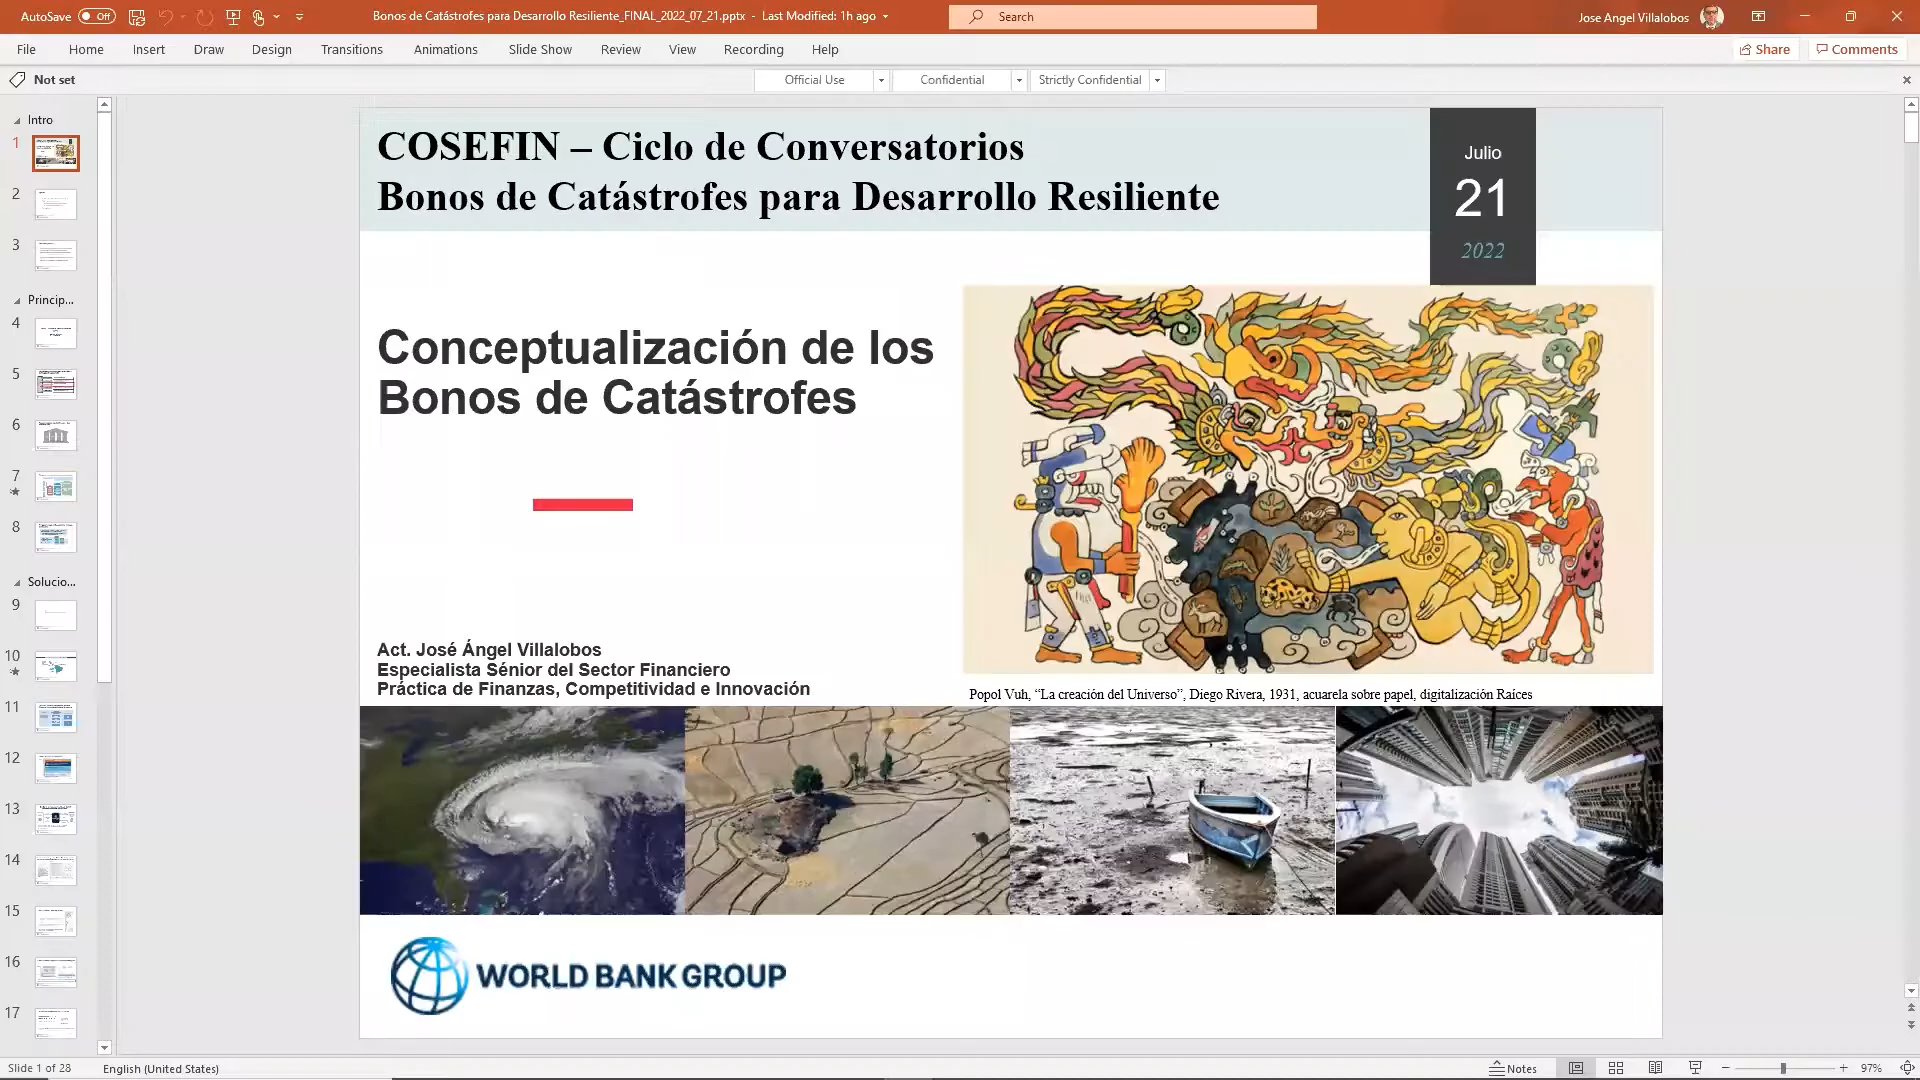 AutoSave Off
Bonos de Catástrofes para Desarrollo Resiliente_FINAL_2022_07_21.pptx - Last Modified: 1h ago
Search
Jose Angel Villalobos
File Home Insert Draw Design Transitions Animations Slide Show Review View Recording Help
Share Comments
Not set
Official Use Confidential Strictly Confidential
Intro
1
2
3
Princip...
4
5
6
7
8
Solucio...
9
10
11
12
13
14
15
16
17
COSEFIN – Ciclo de Conversatorios
Bonos de Catástrofes para Desarrollo Resiliente
Julio
21
2022
Conceptualización de los
Bonos de Catástrofes
Act. José Ángel Villalobos
Especialista Sénior del Sector Financiero
Práctica de Finanzas, Competitividad e Innovación
Popol Vuh, “La creación del Universo”, Diego Rivera, 1931, acuarela sobre papel, digitalización Raíces
WORLD BANK GROUP
Slide 1 of 28
English (United States)
Notes
97%